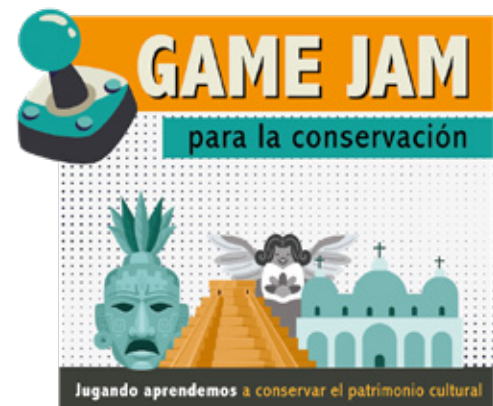 GAME JAM
para la conservación
Jugando aprendemos a conservar el patrimonio cultural